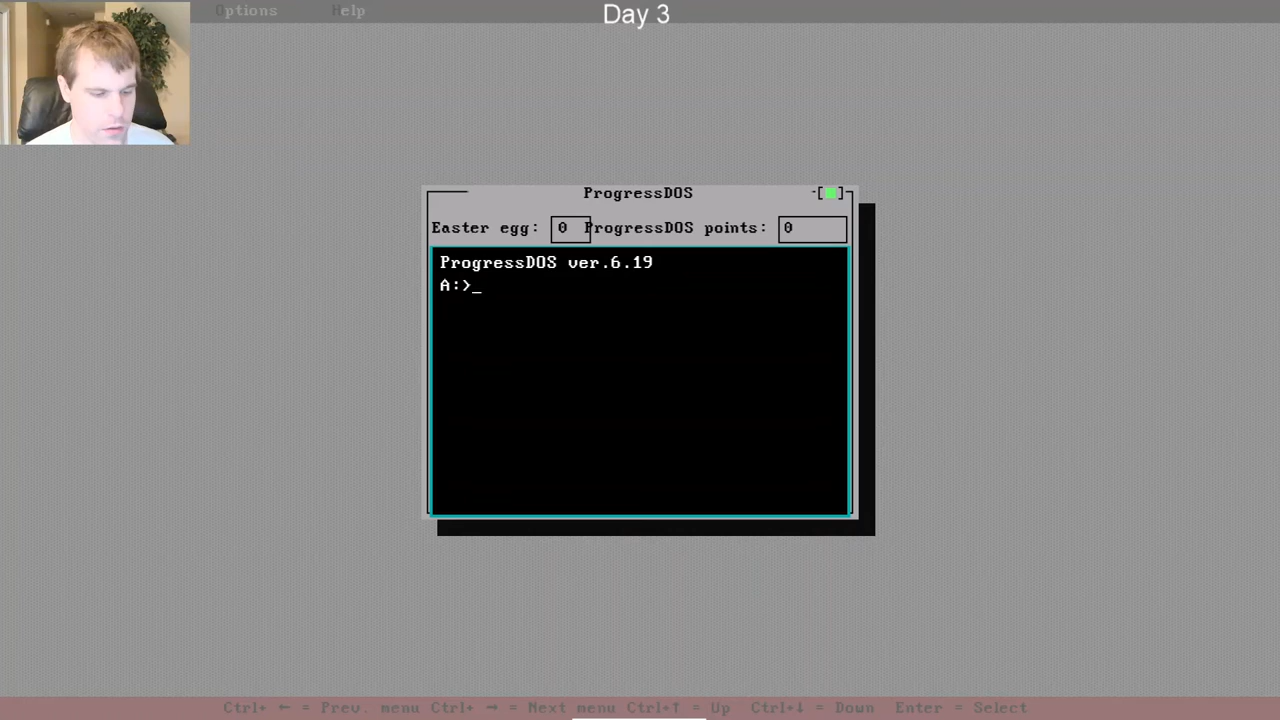 Options Help
Day 3
ProgressDOS
[■]
Easter egg: 0 ProgressDOS points: 0
ProgressDOS ver.6.19
A:>_
Ctrl+ ← = Prev. menu Ctrl+ → = Next menu Ctrl+↑ = Up Ctrl+↓ = Down Enter = Select